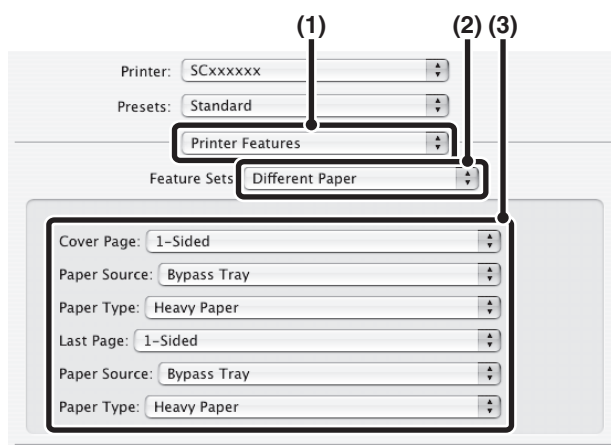 (1) (2) (3)
Printer: SCxxxxxx
Presets: Standard
Printer Features
Feature Sets: Different Paper
Cover Page: 1-Sided
Paper Source: Bypass Tray
Paper Type: Heavy Paper
Last Page: 1-Sided
Paper Source: Bypass Tray
Paper Type: Heavy Paper